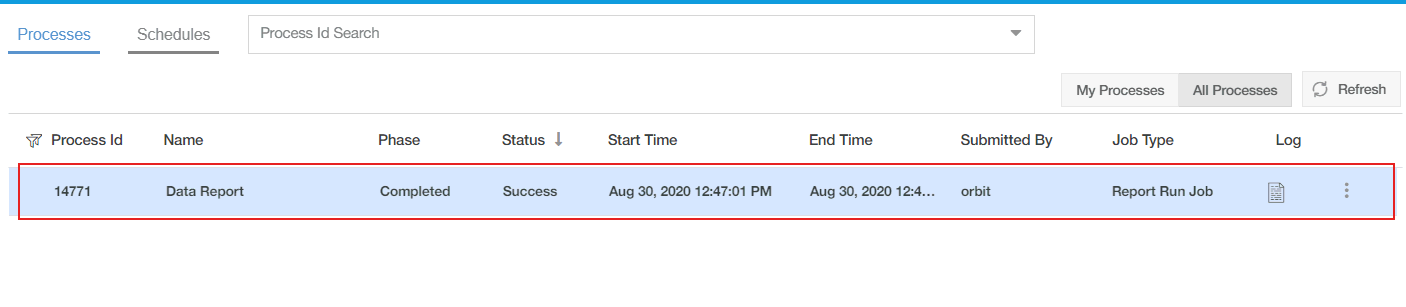 Processes Schedules Process Id Search
My Processes All Processes Refresh
Process Id Name Phase Status Start Time End Time Submitted By Job Type Log
14771 Data Report Completed Success Aug 30, 2020 12:47:01 PM Aug 30, 2020 12:4... orbit Report Run Job